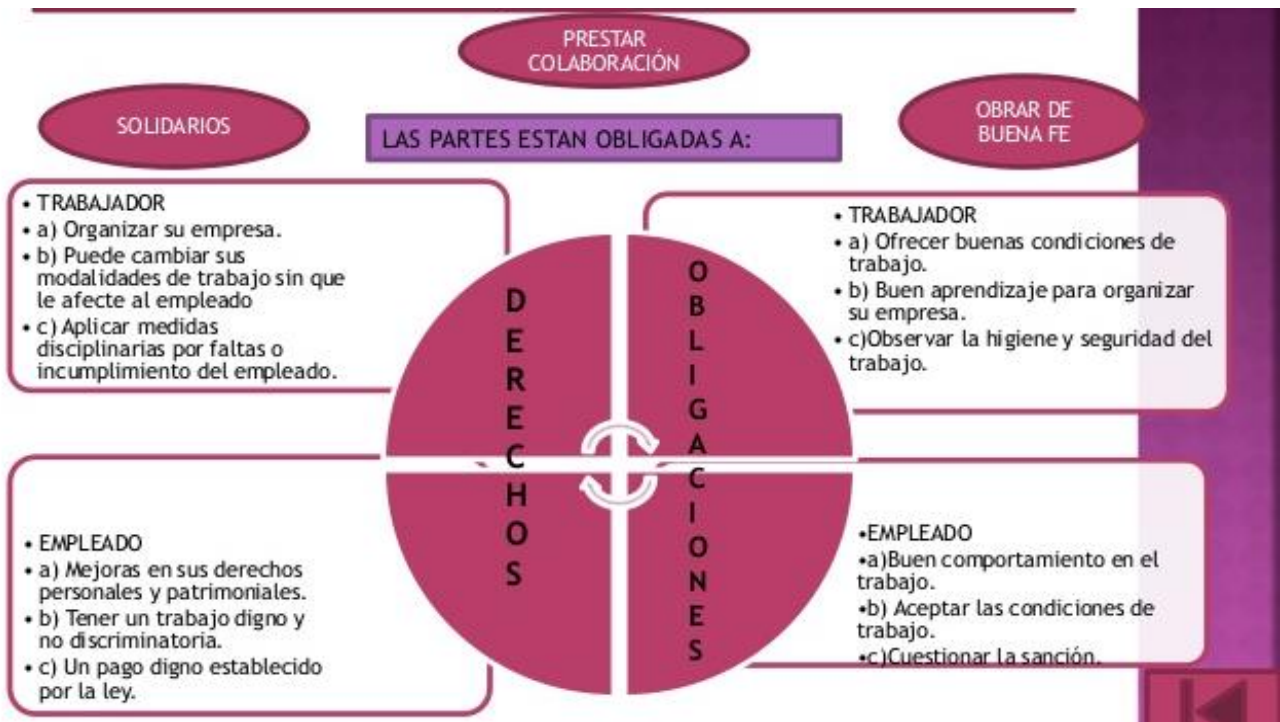 PRESTAR
COLABORACIÓN
SOLIDARIOS
OBRAR DE
BUENA FE
LAS PARTES ESTAN OBLIGADAS A:
• TRABAJADOR
• a) Organizar su empresa.
• b) Puede cambiar sus
modalidades de trabajo sin que
le afecte al empleado
• c) Aplicar medidas
disciplinarias por faltas o
incumplimiento del empleado.
• TRABAJADOR
• a) Ofrecer buenas condiciones de
trabajo.
• b) Buen aprendizaje para organizar
su empresa.
• c)Observar la higiene y seguridad del
trabajo.
DERECHOS
OBLIGACIONES
• EMPLEADO
• a) Mejoras en sus derechos
personales y patrimoniales.
• b) Tener un trabajo digno y
no discriminatoria.
• c) Un pago digno establecido
por la ley.
•EMPLEADO
•a)Buen comportamiento en el
trabajo.
•b) Aceptar las condiciones de
trabajo.
•c)Cuestionar la sanción.